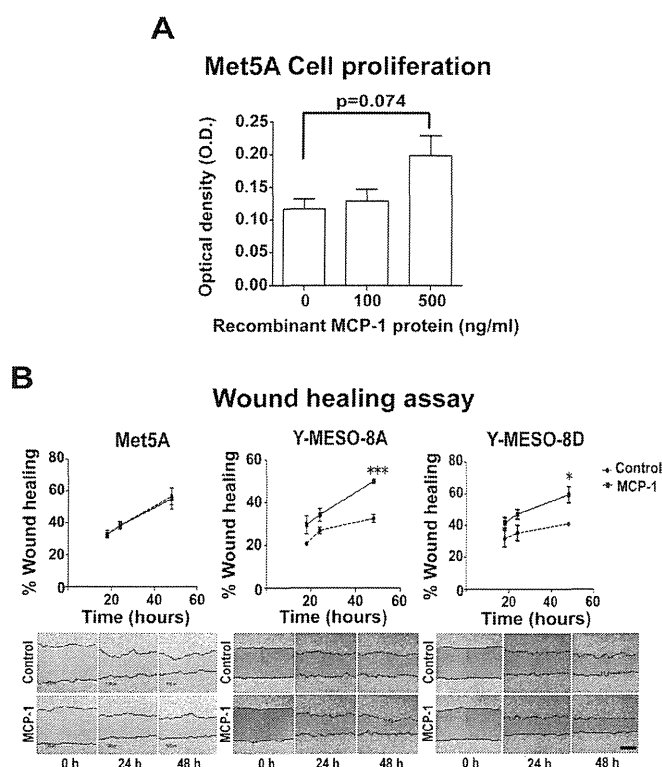 A
Met5A Cell proliferation
p=0.074
Optical density (O.D.)
0.25
0.20
0.15
0.10
0.05
0.00
0 100 500
Recombinant MCP-1 protein (ng/ml)
B
Wound healing assay
Met5A
% Wound healing
80
60
40
20
0
0 20 40 60
Time (hours)
Y-MESO-8A
% Wound healing
60
40
20
0
***
0 20 40 60
Time (hours)
Y-MESO-8D
% Wound healing
80
60
40
20
0
*
0 20 40 60
Time (hours)
Control
MCP-1
Control
MCP-1
0 h 24 h 48 h
Control
MCP-1
0 h 24 h 48 h
Control
MCP-1
0 h 24 h 48 h